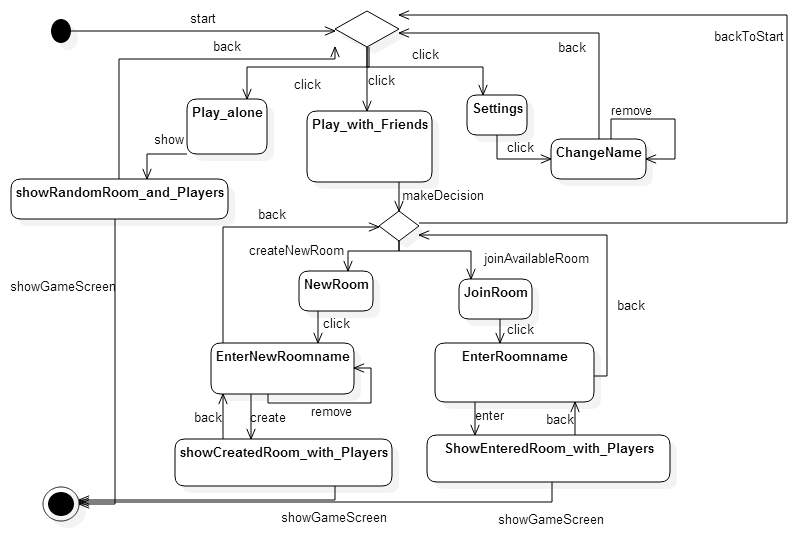 start
backToStart
back
back
click
click
click
Play_alone
Play_with_Friends
Settings
remove
show
click
ChangeName
showRandomRoom_and_Players
makeDecision
back
createNewRoom
joinAvailableRoom
showGameScreen
NewRoom
JoinRoom
back
click
click
EnterNewRoomname
EnterRoomname
remove
back
create
enter
back
showCreatedRoom_with_Players
ShowEnteredRoom_with_Players
showGameScreen
showGameScreen